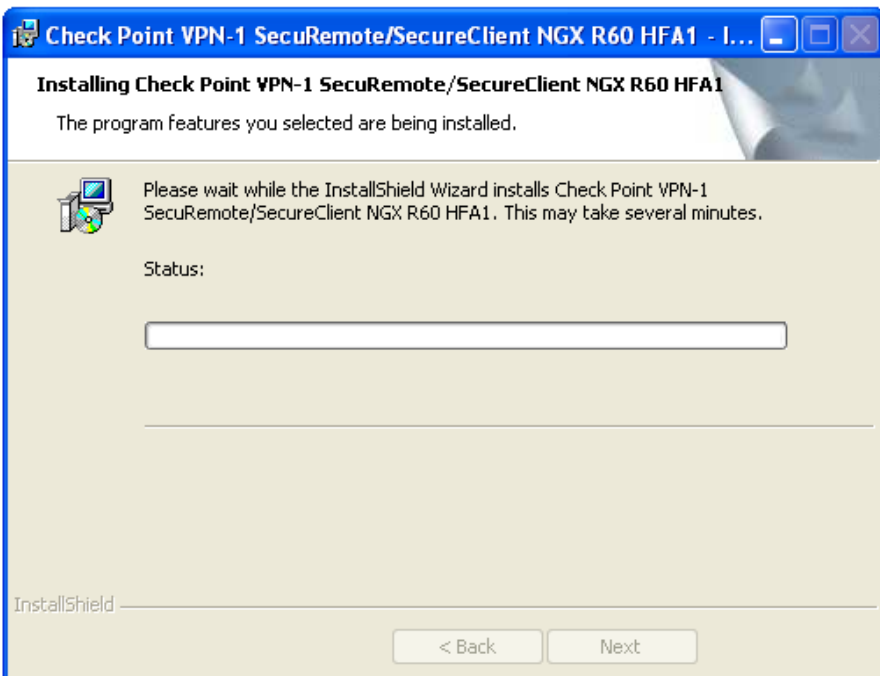 Check Point VPN-1 SecuRemote/SecureClient NGX R60 HFA1 - I...
Installing Check Point VPN-1 SecuRemote/SecureClient NGX R60 HFA1
The program features you selected are being installed.
Please wait while the InstallShield Wizard installs Check Point VPN-1
SecuRemote/SecureClient NGX R60 HFA1. This may take several minutes.
Status:
InstallShield
< Back
Next